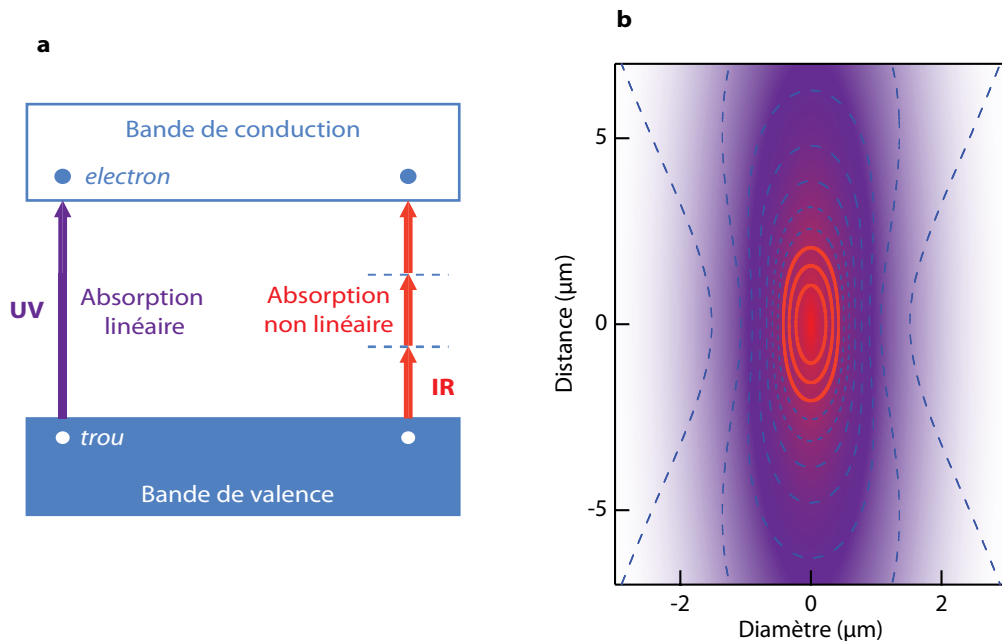 a
Bande de conduction
electron
UV
Absorption
linéaire
Absorption
non linéaire
IR
trou
Bande de valence
b
Distance (µm)
5
0
-5
-2
0
2
Diamètre (µm)